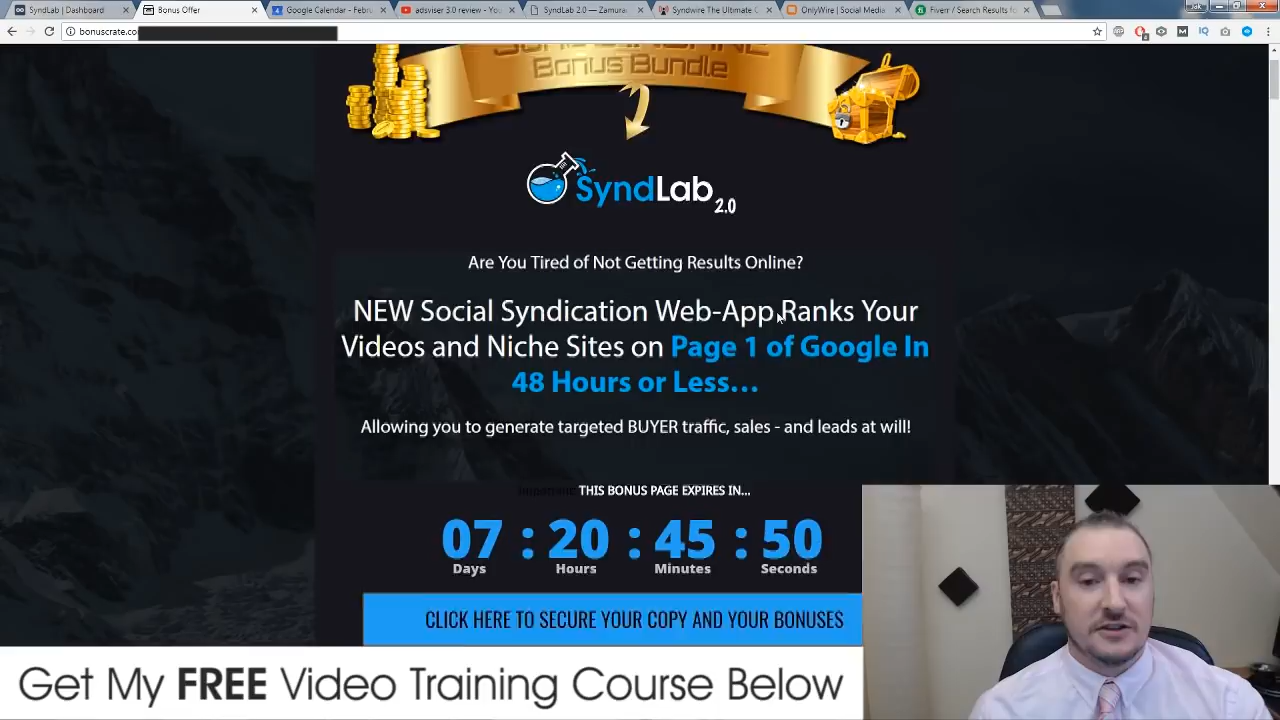 SyndLab | Dashboard
Bonus Offer
Google Calendar - Febru
adsviser 3.0 review - Yo
SyndLab 2.0 — Zamura
Syndwire The Ultimate C
OnlyWire | Social Media
Fiverr / Search Results fo
Jak
bonuscrate.co
Bonus Bundle
SyndLab 2.0
Are You Tired of Not Getting Results Online?
NEW Social Syndication Web-App Ranks Your
Videos and Niche Sites on Page 1 of Google In
48 Hours or Less...
Allowing you to generate targeted BUYER traffic, sales - and leads at will!
THIS BONUS PAGE EXPIRES IN...
07 : 20 : 45 : 50
Days Hours Minutes Seconds
CLICK HERE TO SECURE YOUR COPY AND YOUR BONUSES
Get My FREE Video Training Course Below